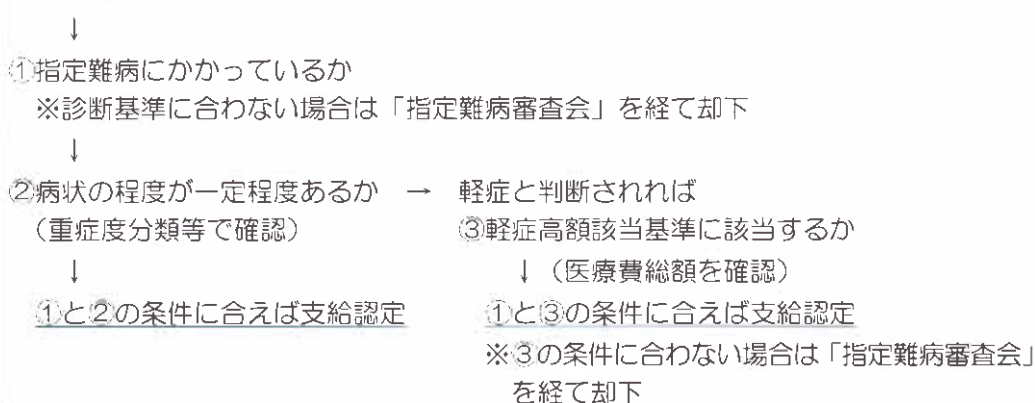 ↓
①指定難病にかかっているか
※診断基準に合わない場合は「指定難病審査会」を経て却下
↓
②病状の程度が一定程度あるか → 軽症と判断されれば
（重症度分類等で確認） ③軽症高額該当基準に該当するか
↓ ↓（医療費総額を確認）
①と②の条件に合えば支給認定 ①と③の条件に合えば支給認定
※③の条件に合わない場合は「指定難病審査会」
を経て却下